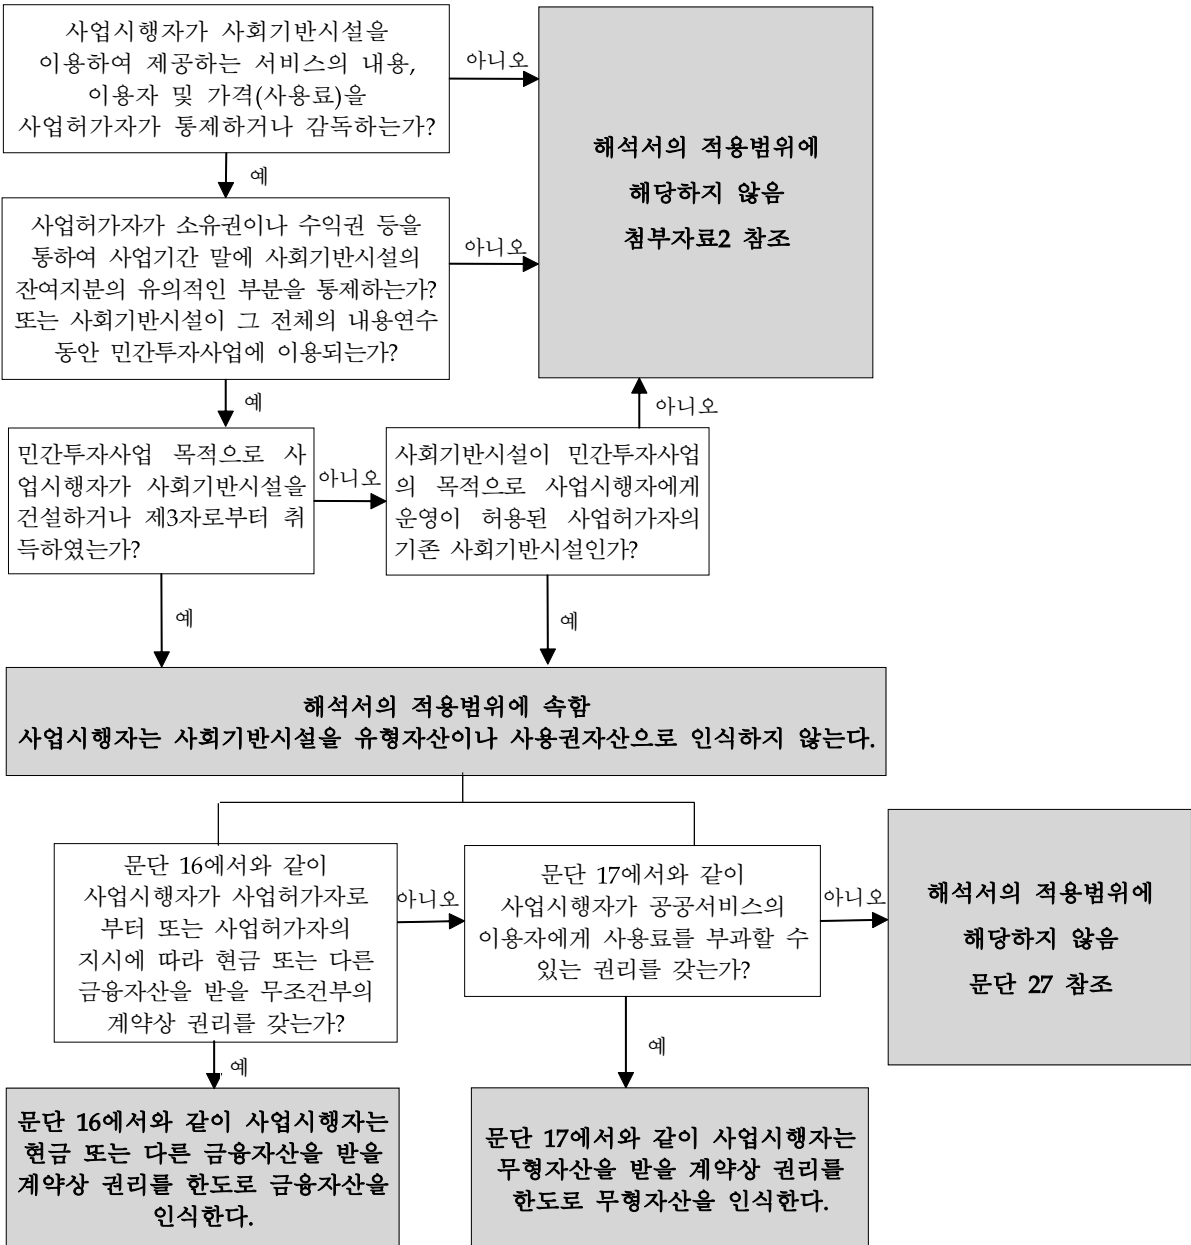 사업시행자가 사회기반시설을
이용하여 제공하는 서비스의 내용,
이용자 및 가격(사용료)을
사업허가자가 통제하거나 감독하는가?
아니오
예
해석서의 적용범위에
해당하지 않음
첨부자료2 참조
사업허가자가 소유권이나 수익권 등을
통하여 사업기간 말에 사회기반시설의
잔여지분의 유의적인 부분을 통제하는가?
또는 사회기반시설이 그 전체의 내용연수
동안 민간투자사업에 이용되는가?
아니오
예
민간투자사업 목적으로 사
업시행자가 사회기반시설을
건설하거나 제3자로부터 취
득하였는가?
아니오
예
사회기반시설이 민간투자사업
의 목적으로 사업시행자에게
운영이 허용된 사업허가자의
기존 사회기반시설인가?
아니오
예
해석서의 적용범위에 속함
사업시행자는 사회기반시설을 유형자산이나 사용권자산으로 인식하지 않는다.
문단 16에서와 같이
사업시행자가 사업허가자로
부터 또는 사업허가자의
지시에 따라 현금 또는 다른
금융자산을 받을 무조건부의
계약상 권리를 갖는가?
아니오
예
문단 17에서와 같이
사업시행자가 공공서비스의
이용자에게 사용료를 부과할 수
있는 권리를 갖는가?
아니오
예
해석서의 적용범위에
해당하지 않음
문단 27 참조
문단 16에서와 같이 사업시행자는
현금 또는 다른 금융자산을 받을
계약상 권리를 한도로 금융자산을
인식한다.
문단 17에서와 같이 사업시행자는
무형자산을 받을 계약상 권리를
한도로 무형자산을 인식한다.